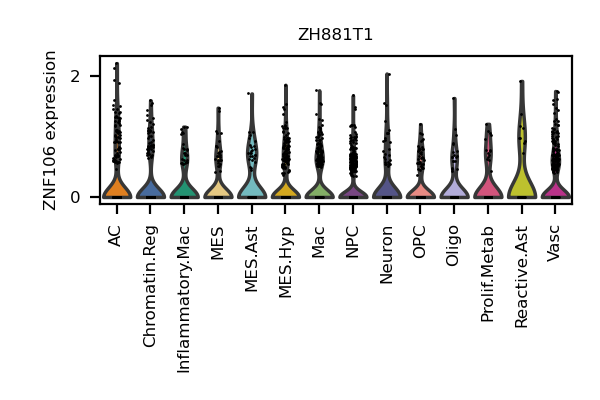 ZH881T1
ZNF106 expression
2
0
AC
Chromatin.Reg
Inflammatory.Mac
MES
MES.Ast
MES.Hyp
Mac
NPC
Neuron
OPC
Oligo
Prolif.Metab
Reactive.Ast
Vasc